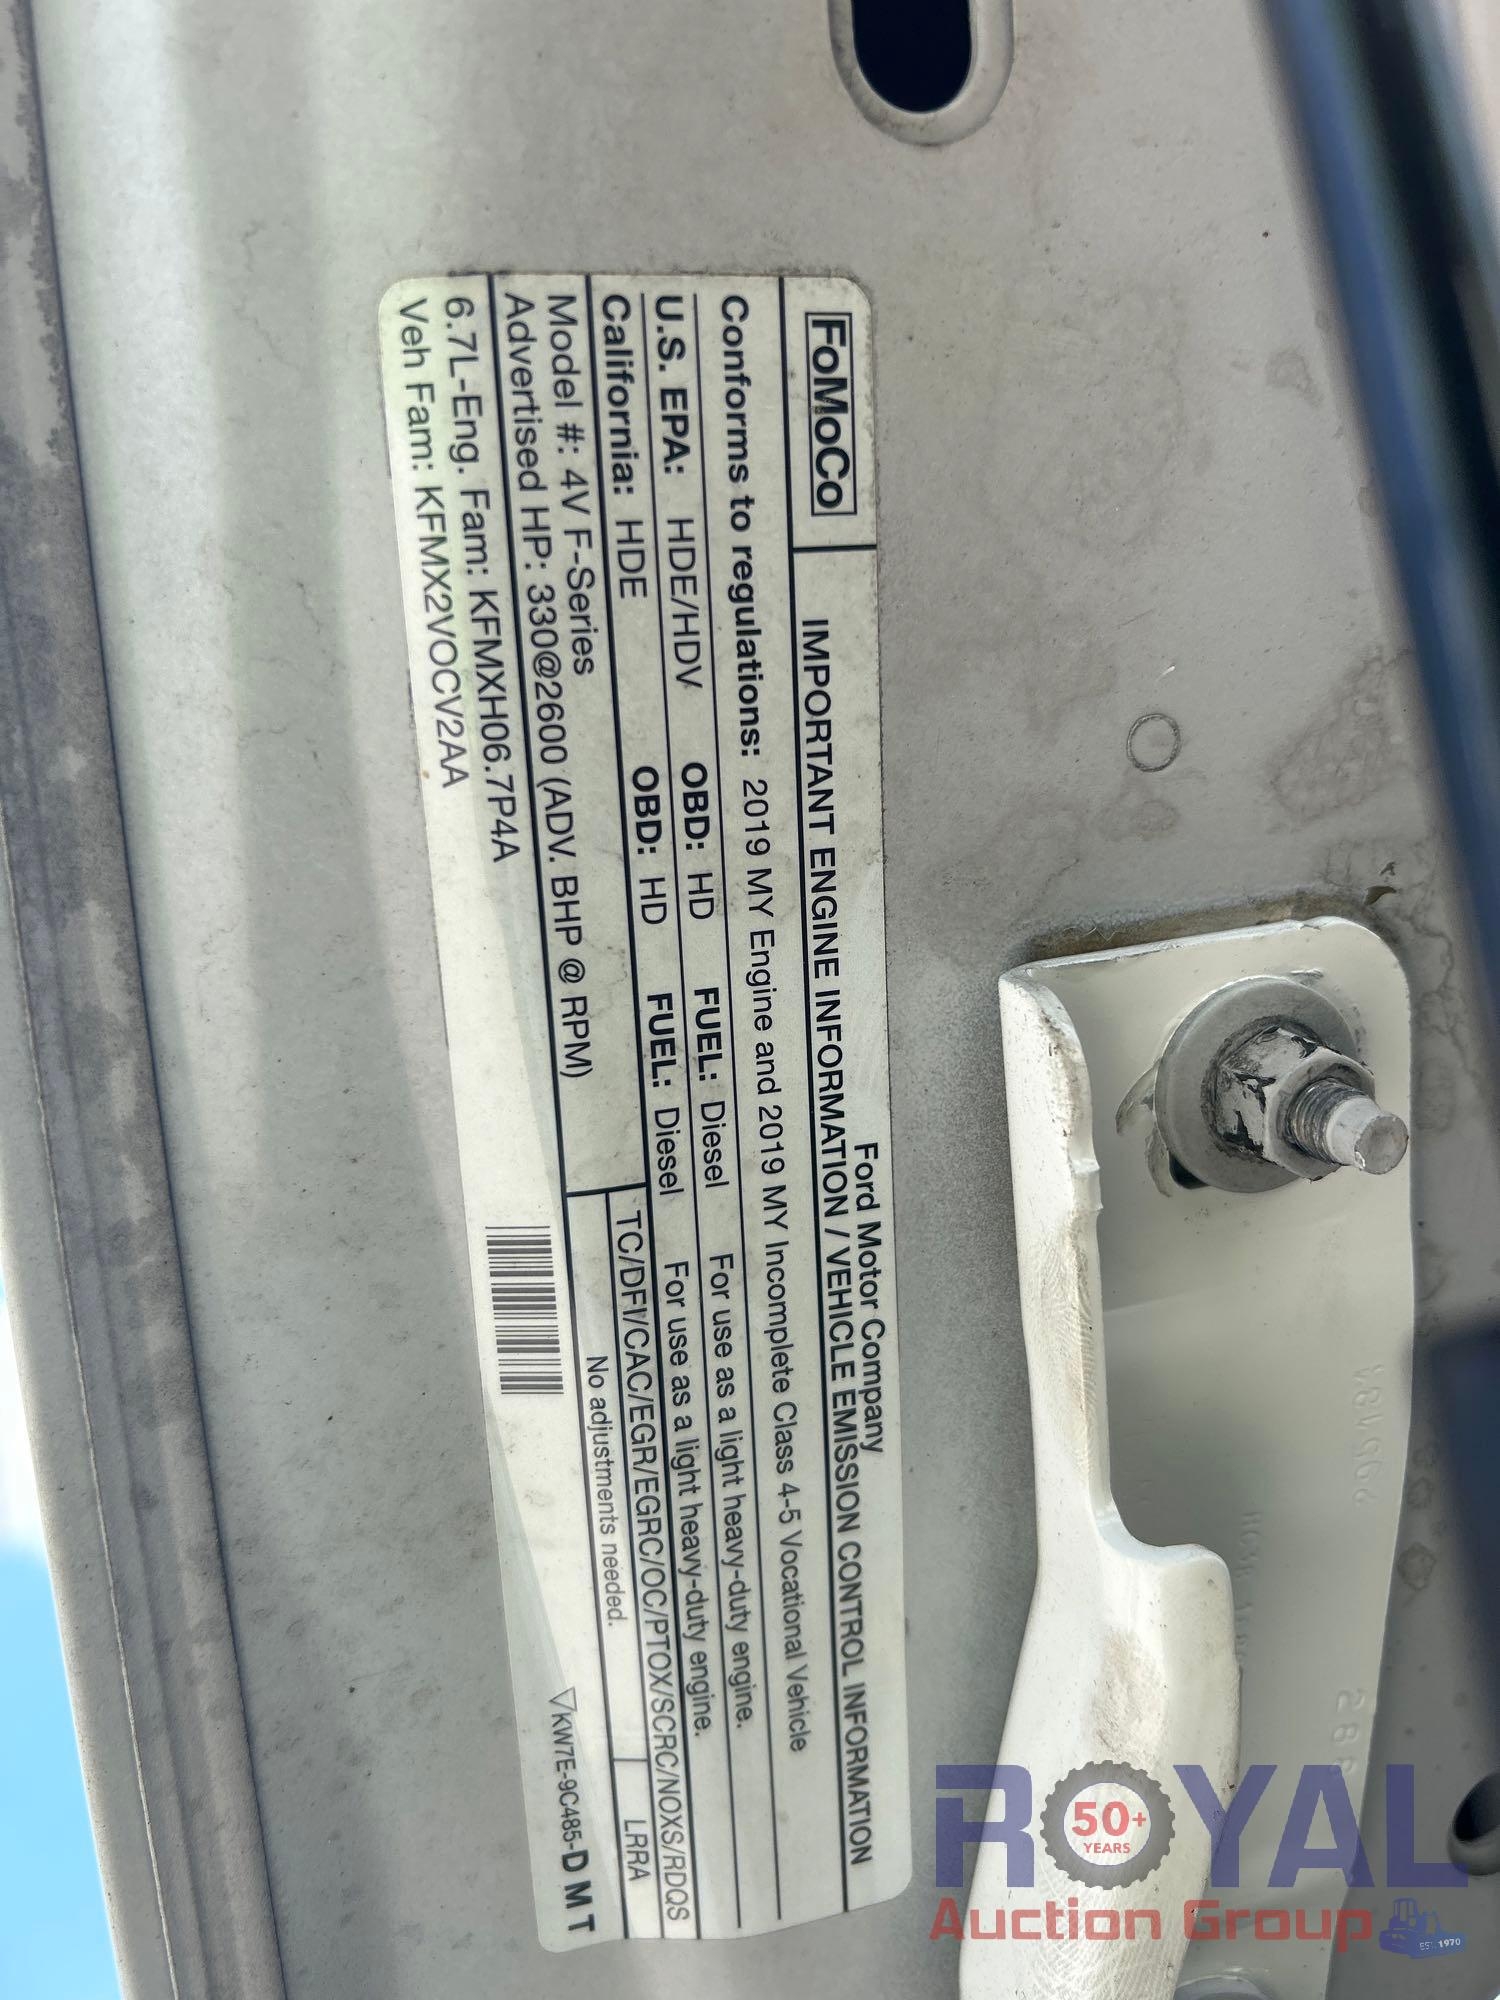 FoMoCo
Ford Motor Company
IMPORTANT ENGINE INFORMATION / VEHICLE EMISSION CONTROL INFORMATION
Conforms to regulations: 2019 MY Engine and 2019 MY Incomplete Class 4-5 Vocational Vehicle
U.S. EPA: HDE/HDV OBD: HD FUEL: Diesel For use as a light heavy-duty engine.
California: HDE OBD: HD FUEL: Diesel For use as a light heavy-duty engine.
Model #: 4V F-Series
TC/DFI/CAC/EGR/EGRC/OC/PTOX/SCRC/NOXS/RDQS
Advertised HP: 330@2600 (ADV. BHP @ RPM)
No adjustments needed.
LRRA
6.7L-Eng. Fam: KFMXH06.7P4A
Veh Fam: KFMX2VOCV2AA
KW7E-9C485-D M T
ROYAL
50+
YEARS
Auction Group
EST. 1970